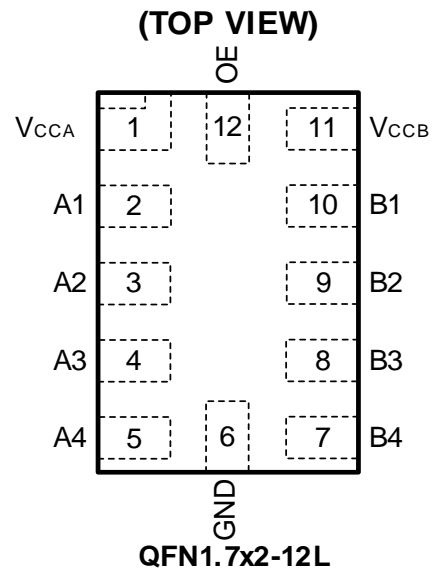 (TOP VIEW)
OE
VCCA 1 12 11 VCCB
A1 2 10 B1
A2 3 9 B2
A3 4 8 B3
A4 5 6 7 B4
GND
QFN1.7x2-12L